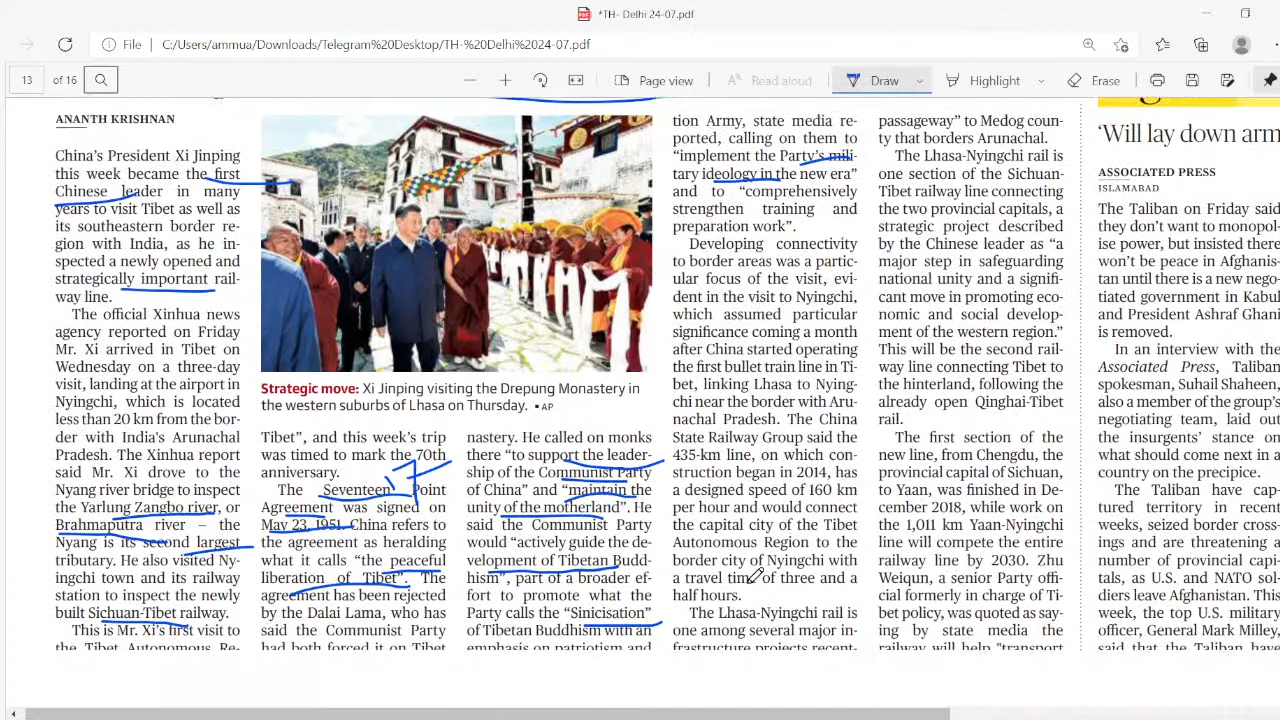 *TH- Delhi 24-07.pdf
File
C:/Users/ammua/Downloads/Telegram%20Desktop/TH-%20Delhi%2024-07.pdf
13
of 16
Page view
Read aloud
Draw
Highlight
Erase
ANANTH KRISHNAN
China's President Xi Jinping
this week became the first
Chinese leader in many
years to visit Tibet as well as
its southeastern border re-
gion with India, as he in-
spected a newly opened and
strategically important rail-
way line.
The official Xinhua news
agency reported on Friday
Mr. Xi arrived in Tibet on
Wednesday on a three-day
visit, landing at the airport in
Nyingchi, which is located
less than 20 km from the bor-
der with India's Arunachal
Pradesh. The Xinhua report
said Mr. Xi drove to the
Nyang river bridge to inspect
the Yarlung Zangbo river, or
Brahmaputra river – the
Nyang is its second largest
tributary. He also visited Ny-
ingchi town and its railway
station to inspect the newly
built Sichuan-Tibet railway.
This is Mr. Xi's first visit to
the Tibet Autonomous Re-
Strategic move: Xi Jinping visiting the Drepung Monastery in
the western suburbs of Lhasa on Thursday. ▪ AP
Tibet", and this week's trip
was timed to mark the 70th
anniversary.
The Seventeen Point
Agreement was signed on
May 23, 1951. China refers to
the agreement as heralding
what it calls "the peaceful
liberation of Tibet". The
agreement has been rejected
by the Dalai Lama, who has
said the Communist Party
had both forced it on Tibet
nastery. He called on monks
there "to support the leader-
ship of the Communist Party
of China" and "maintain the
unity of the motherland". He
said the Communist Party
would "actively guide the de-
velopment of Tibetan Budd-
hism", part of a broader ef-
fort to promote what the
Party calls the "Sinicisation"
of Tibetan Buddhism with an
emphasis on patriotism and
tion Army, state media re-
ported, calling on them to
"implement the Party's mili-
tary ideology in the new era"
and to "comprehensively
strengthen training and
preparation work".
Developing connectivity
to border areas was a partic-
ular focus of the visit, evi-
dent in the visit to Nyingchi,
which assumed particular
significance coming a month
after China started operating
the first bullet train line in Ti-
bet, linking Lhasa to Nying-
chi near the border with Aru-
nachal Pradesh. The China
State Railway Group said the
435-km line, on which con-
struction began in 2014, has
a designed speed of 160 km
per hour and would connect
the capital city of the Tibet
Autonomous Region to the
border city of Nyingchi with
a travel time of three and a
half hours.
The Lhasa-Nyingchi rail is
one among several major in-
frastructure projects recent-
passageway" to Medog coun-
ty that borders Arunachal.
The Lhasa-Nyingchi rail is
one section of the Sichuan-
Tibet railway line connecting
the two provincial capitals, a
strategic project described
by the Chinese leader as "a
major step in safeguarding
national unity and a signifi-
cant move in promoting eco-
nomic and social develop-
ment of the western region."
This will be the second rail-
way line connecting Tibet to
the hinterland, following the
already open Qinghai-Tibet
rail.
The first section of the
new line, from Chengdu, the
provincial capital of Sichuan,
to Yaan, was finished in De-
cember 2018, while work on
the 1,011 km Yaan-Nyingchi
line will compete the entire
railway line by 2030. Zhu
Weiqun, a senior Party offi-
cial formerly in charge of Ti-
bet policy, was quoted as say-
ing by state media the
railway will help "transport
'Will lay down arm
ASSOCIATED PRESS
ISLAMABAD
The Taliban on Friday said
they don't want to monopol-
ise power, but insisted there
won't be peace in Afghanis-
tan until there is a new nego-
tiated government in Kabul
and President Ashraf Ghani
is removed.
In an interview with the
Associated Press, Taliban
spokesman, Suhail Shaheen,
also a member of the group's
negotiating team, laid out
the insurgents' stance on
what should come next in a
country on the precipice.
The Taliban have cap-
tured territory in recent
weeks, seized border cross-
ings and are threatening a
number of provincial capi-
tals, as U.S. and NATO sol-
diers leave Afghanistan. This
week, the top U.S. military
officer, General Mark Milley,
said that the Taliban have